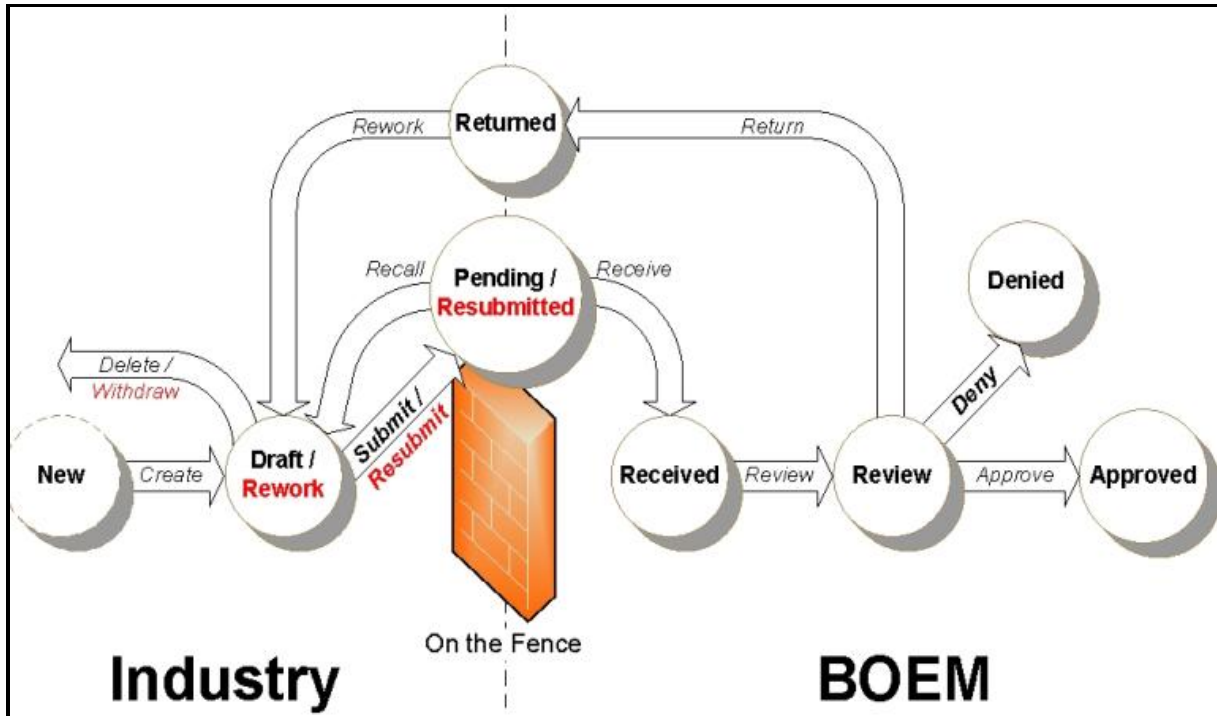 Rework
Returned
Return
Recall
Pending /
Resubmitted
Receive
Denied
Delete /
Withdraw
Submit /
Resubmit
Deny
New
Create
Draft /
Rework
Received
Review
Review
Approve
Approved
On the Fence
Industry
BOEM